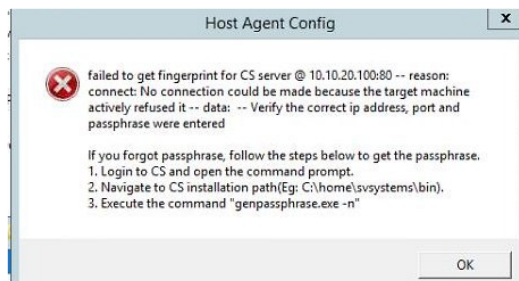 Host Agent Config
x
failed to get fingerprint for CS server @ 10.10.20.100:80 -- reason:
connect: No connection could be made because the target machine
actively refused it -- data:  -- Verify the correct ip address, port and
passphrase were entered
If you forgot passphrase, follow the steps below to get the passphrase.
1. Login to CS and open the command prompt.
2. Navigate to CS installation path(Eg: C:\home\svsystems\bin).
3. Execute the command "genpassphrase.exe -n"
OK